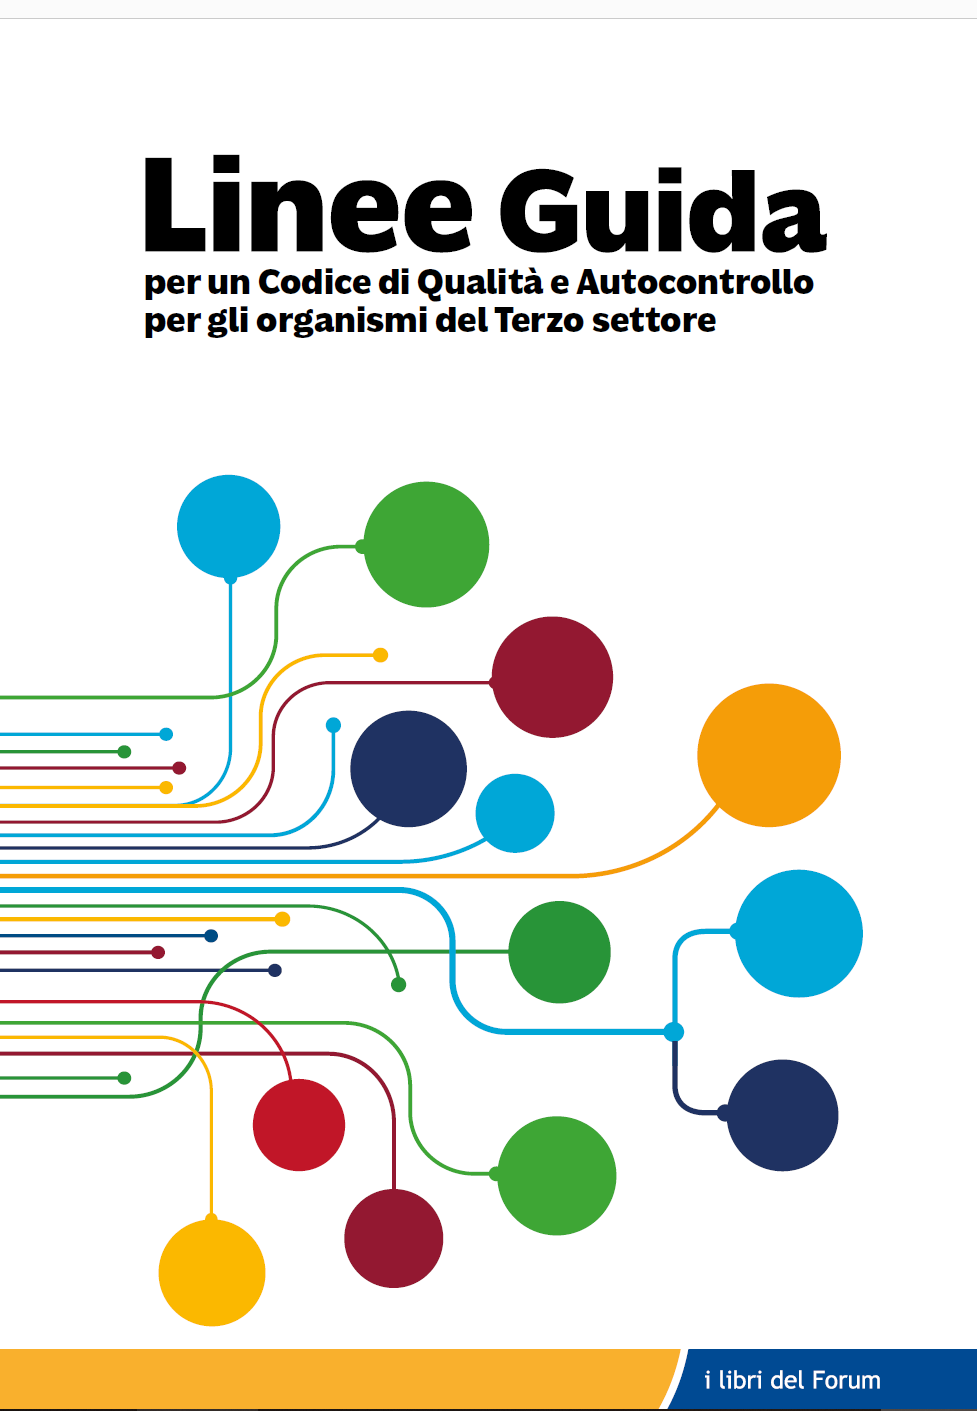 Linee Guida
per un Codice di Qualità e Autocontrollo
per gli organismi del Terzo settore
i libri del Forum